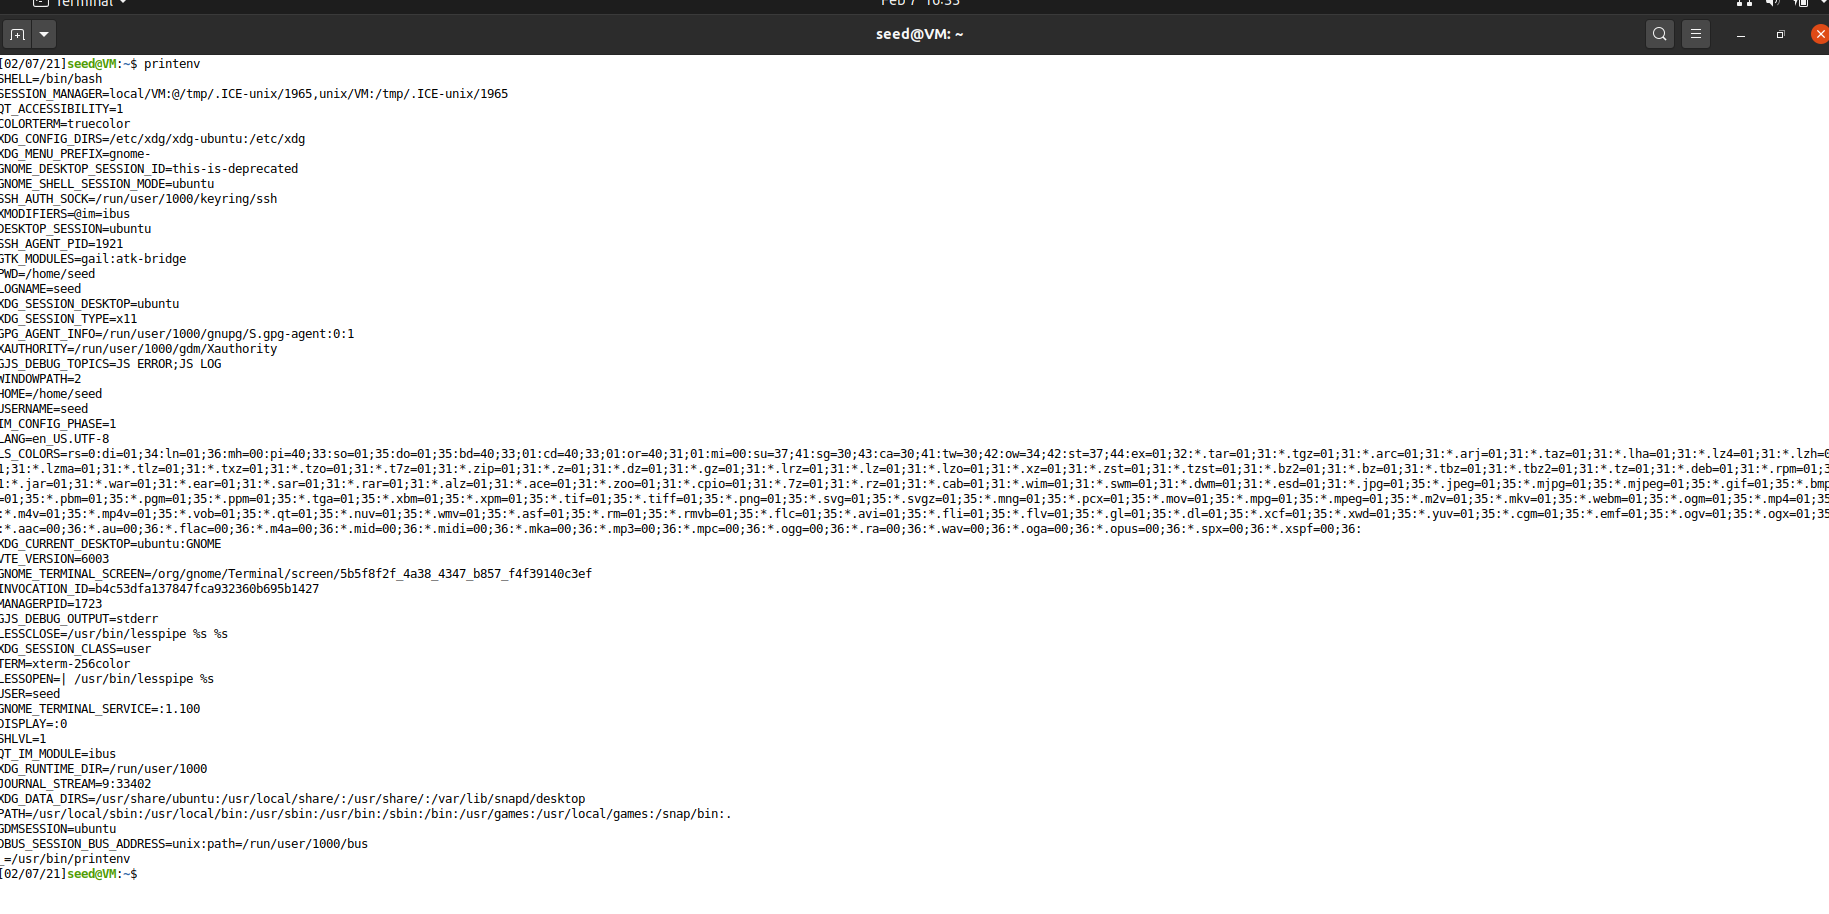 Terminal
Feb 7 16:33
seed@VM: ~
[02/07/21]seed@VM:~$ printenv
SHELL=/bin/bash
SESSION_MANAGER=local/VM:@/tmp/.ICE-unix/1965,unix/VM:/tmp/.ICE-unix/1965
QT_ACCESSIBILITY=1
COLORTERM=truecolor
XDG_CONFIG_DIRS=/etc/xdg/xdg-ubuntu:/etc/xdg
XDG_MENU_PREFIX=gnome-
GNOME_DESKTOP_SESSION_ID=this-is-deprecated
GNOME_SHELL_SESSION_MODE=ubuntu
SSH_AUTH_SOCK=/run/user/1000/keyring/ssh
XMODIFIERS=@im=ibus
DESKTOP_SESSION=ubuntu
SSH_AGENT_PID=1921
GTK_MODULES=gail:atk-bridge
PWD=/home/seed
LOGNAME=seed
XDG_SESSION_DESKTOP=ubuntu
XDG_SESSION_TYPE=x11
GPG_AGENT_INFO=/run/user/1000/gnupg/S.gpg-agent:0:1
XAUTHORITY=/run/user/1000/gdm/Xauthority
GJS_DEBUG_TOPICS=JS ERROR;JS LOG
WINDOWPATH=2
HOME=/home/seed
USERNAME=seed
IM_CONFIG_PHASE=1
LANG=en_US.UTF-8
LS_COLORS=rs=0:di=01;34:ln=01;36:mh=00:pi=40;33:so=01;35:do=01;35:bd=40;33;01:cd=40;33;01:or=40;31;01:mi=00:su=37;41:sg=30;43:ca=30;41:tw=30;42:ow=34;42:st=37;44:ex=01;32:*.tar=01;31:*.tgz=01;31:*.arc=01;31:*.arj=01;31:*.taz=01;31:*.lha=01;31:*.lz4=01;31:*.lzh=0
1;31:*.lzma=01;31:*.tlz=01;31:*.txz=01;31:*.tzo=01;31:*.t7z=01;31:*.zip=01;31:*.z=01;31:*.dz=01;31:*.gz=01;31:*.lrz=01;31:*.lz=01;31:*.lzo=01;31:*.xz=01;31:*.zst=01;31:*.tzst=01;31:*.bz2=01;31:*.bz=01;31:*.tbz=01;31:*.tbz2=01;31:*.tz=01;31:*.deb=01;31:*.rpm=01;3
1:*.jar=01;31:*.war=01;31:*.ear=01;31:*.sar=01;31:*.rar=01;31:*.alz=01;31:*.ace=01;31:*.zoo=01;31:*.cpio=01;31:*.7z=01;31:*.rz=01;31:*.cab=01;31:*.wim=01;31:*.swm=01;31:*.dwm=01;31:*.esd=01;31:*.jpg=01;35:*.jpeg=01;35:*.mjpg=01;35:*.mjpeg=01;35:*.gif=01;35:*.bmp
=01;35:*.pbm=01;35:*.pgm=01;35:*.ppm=01;35:*.tga=01;35:*.xbm=01;35:*.xpm=01;35:*.tif=01;35:*.tiff=01;35:*.png=01;35:*.svg=01;35:*.svgz=01;35:*.mng=01;35:*.pcx=01;35:*.mov=01;35:*.mpg=01;35:*.mpeg=01;35:*.m2v=01;35:*.mkv=01;35:*.webm=01;35:*.ogm=01;35:*.mp4=01;35
:*.m4v=01;35:*.mp4v=01;35:*.vob=01;35:*.qt=01;35:*.nuv=01;35:*.wmv=01;35:*.asf=01;35:*.rm=01;35:*.rmvb=01;35:*.flc=01;35:*.avi=01;35:*.fli=01;35:*.flv=01;35:*.gl=01;35:*.dl=01;35:*.xcf=01;35:*.xwd=01;35:*.yuv=01;35:*.cgm=01;35:*.emf=01;35:*.ogv=01;35:*.ogx=01;35
:*.aac=00;36:*.au=00;36:*.flac=00;36:*.m4a=00;36:*.mid=00;36:*.midi=00;36:*.mka=00;36:*.mp3=00;36:*.mpc=00;36:*.ogg=00;36:*.ra=00;36:*.wav=00;36:*.oga=00;36:*.opus=00;36:*.spx=00;36:*.xspf=00;36:
XDG_CURRENT_DESKTOP=ubuntu:GNOME
VTE_VERSION=6003
GNOME_TERMINAL_SCREEN=/org/gnome/Terminal/screen/5b5f8f2f_4a38_4347_b857_f4f39140c3ef
INVOCATION_ID=b4c53dfa137847fca932360b695b1427
MANAGERPID=1723
GJS_DEBUG_OUTPUT=stderr
LESSCLOSE=/usr/bin/lesspipe %s %s
XDG_SESSION_CLASS=user
TERM=xterm-256color
LESSOPEN=| /usr/bin/lesspipe %s
USER=seed
GNOME_TERMINAL_SERVICE=:1.100
DISPLAY=:0
SHLVL=1
QT_IM_MODULE=ibus
XDG_RUNTIME_DIR=/run/user/1000
JOURNAL_STREAM=9:33402
XDG_DATA_DIRS=/usr/share/ubuntu:/usr/local/share/:/usr/share/:/var/lib/snapd/desktop
PATH=/usr/local/sbin:/usr/local/bin:/usr/sbin:/usr/bin:/sbin:/bin:/usr/games:/usr/local/games:/snap/bin:.
GDMSESSION=ubuntu
DBUS_SESSION_BUS_ADDRESS=unix:path=/run/user/1000/bus
_=/usr/bin/printenv
[02/07/21]seed@VM:~$